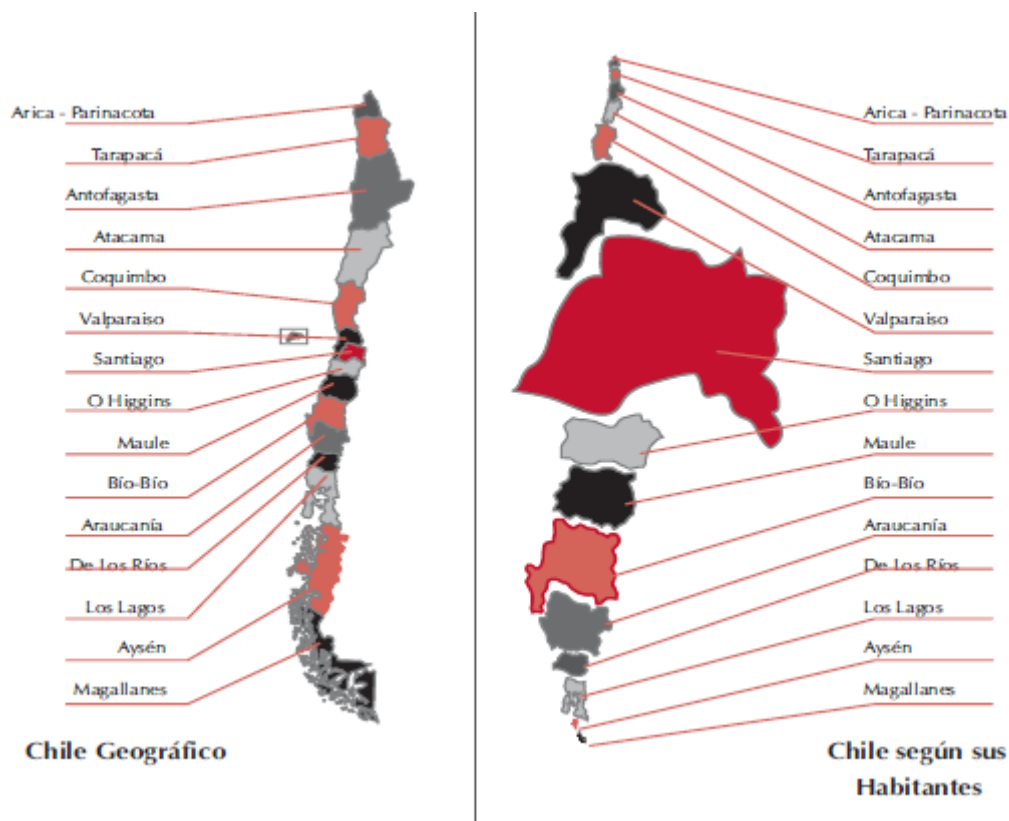 Arica - Parinacota
Tarapacá
Antofagasta
Atacama
Coquimbo
Valparaiso
Santiago
O Higgins
Maule
Bío-Bío
Araucanía
De Los Ríos
Los Lagos
Aysén
Magallanes
Chile Geográfico
Arica - Parinacota
Tarapacá
Antofagasta
Atacama
Coquimbo
Valparaiso
Santiago
O Higgins
Maule
Bío-Bío
Araucanía
De Los Ríos
Los Lagos
Aysén
Magallanes
Chile según sus
Habitantes